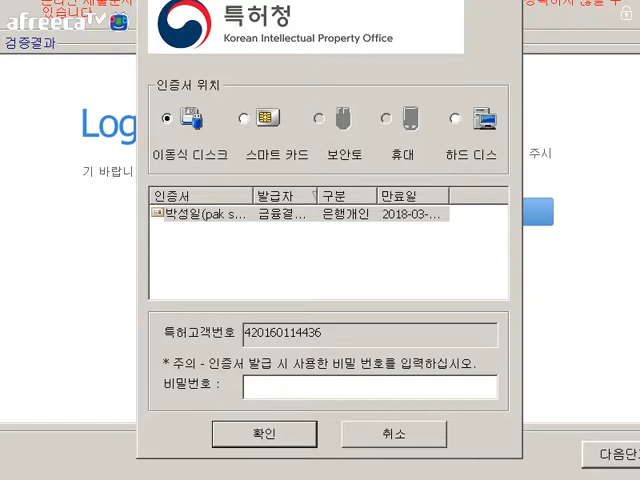 있습니다
afreecaTV
특허청
Korean Intellectual Property Office
검증결과
인증서 위치
Log
주시
이동식 디스크
스마트 카드
보안토
휴대
하드 디스
기 바랍니
인증서
발급자
구분
만료일
박성일(pak s...
금융결...
은행개인
2018-03-...
특허고객번호
420160114436
* 주의 - 인증서 발급 시 사용한 비밀 번호를 입력하십시오.
비밀번호 :
확인
취소
다음단